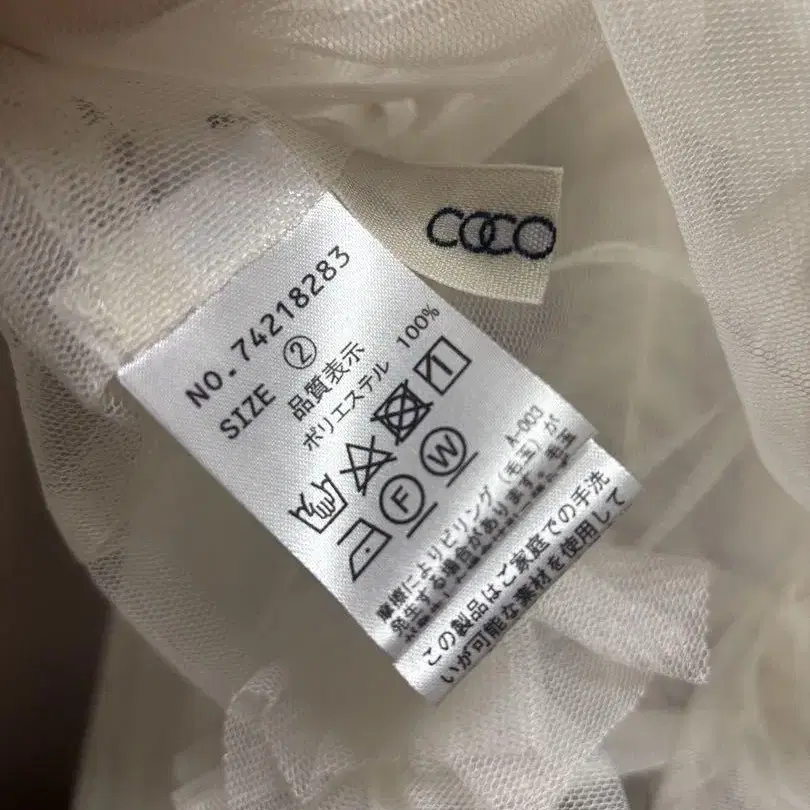 COCO
NO.74218283
SIZE ②
品質表示
ポリエステル 100%
F W
A-003
摩擦によりピリング(毛玉)が
発生する場合があります。毛玉
この製品はご家庭での手洗
いが可能な素材を使用して